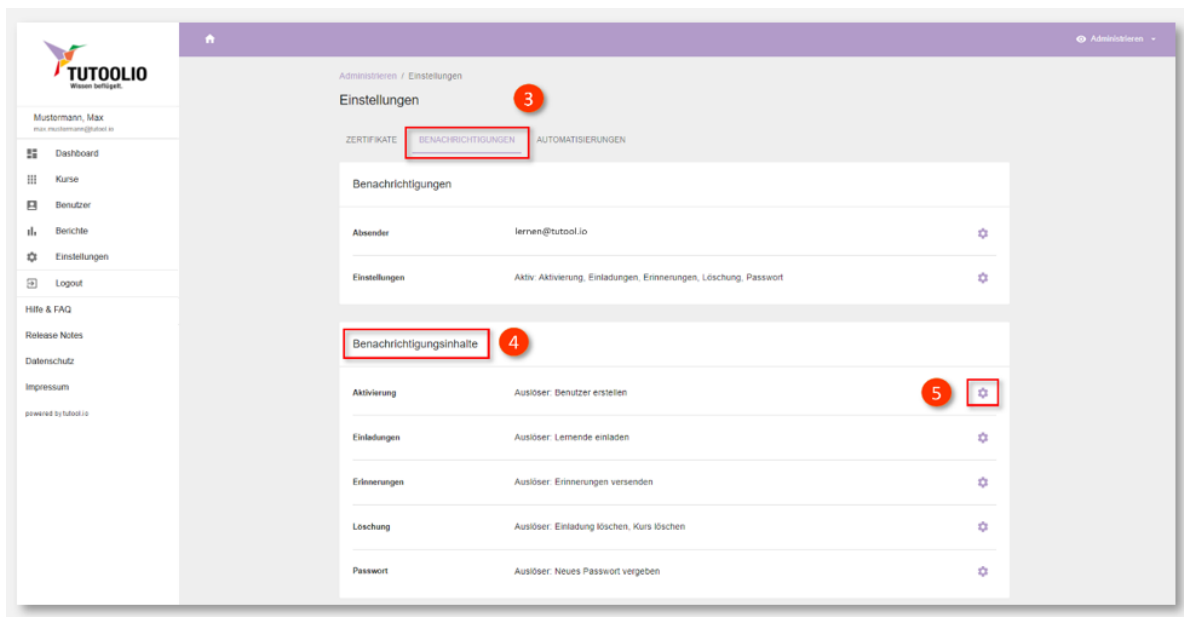 TUTOOLIO
Wissen beflügelt.
Administrieren
Mustermann, Max
max.mustermann@tutool.io
Dashboard
Kurse
Benutzer
Berichte
Einstellungen
Logout
Hilfe & FAQ
Release Notes
Datenschutz
Impressum
powered by tutool.io
Administrieren / Einstellungen
Einstellungen
3
ZERTIFIKATE BENACHRICHTIGUNGEN AUTOMATISIERUNGEN
Benachrichtigungen
Absender lernen@tutool.io
Einstellungen Aktiv: Aktivierung, Einladungen, Erinnerungen, Löschung, Passwort
Benachrichtigungsinhalte 4
Aktivierung Auslöser: Benutzer erstellen 5
Einladungen Auslöser: Lernende einladen
Erinnerungen Auslöser: Erinnerungen versenden
Löschung Auslöser: Einladung löschen, Kurs löschen
Passwort Auslöser: Neues Passwort vergeben